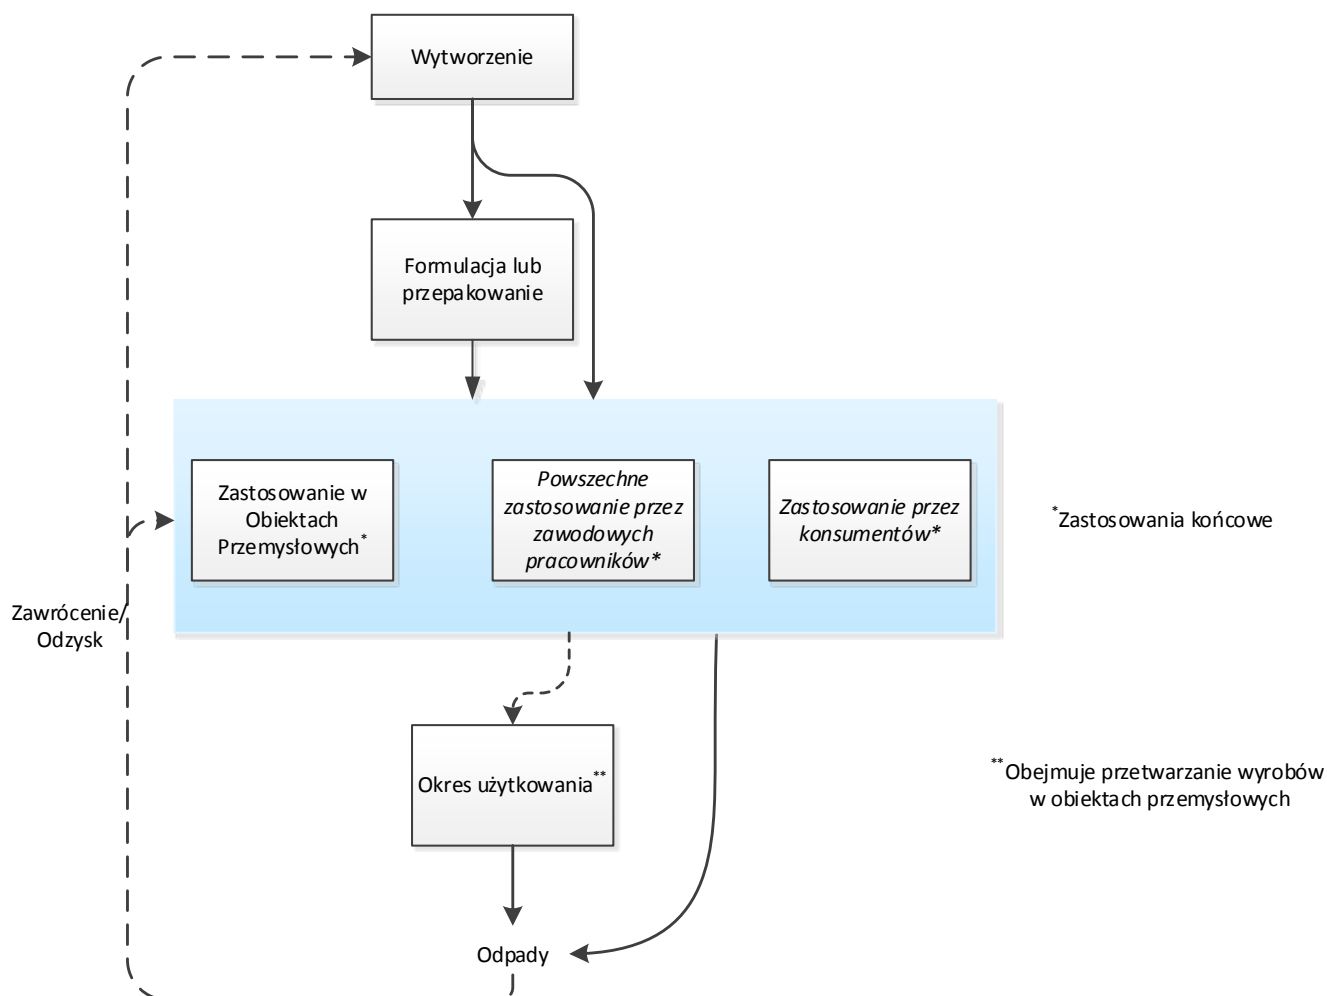 Wytworzenie
Formulacja lub
przepakowanie
Zastosowanie w
Obiektach
Przemysłowych*
Powszechne
zastosowanie przez
zawodowych
pracowników*
Zastosowanie przez
konsumentów*
*Zastosowania końcowe
Zawrócenie/
Odzysk
Okres użytkowania**
**Obejmuje przetwarzanie wyrobów
w obiektach przemysłowych
Odpady